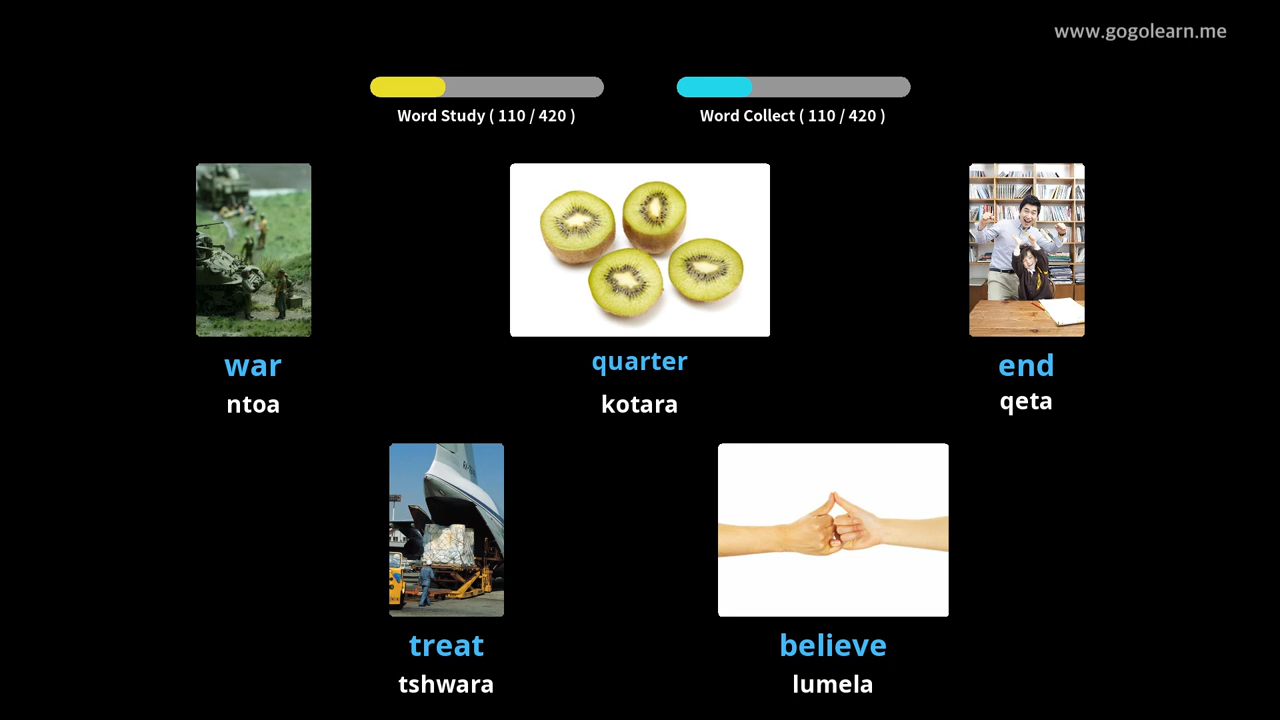 www.gogolearn.me
Word Study ( 110 / 420 )
Word Collect ( 110 / 420 )
war
ntoa
quarter
kotara
end
qeta
treat
tshwara
believe
lumela